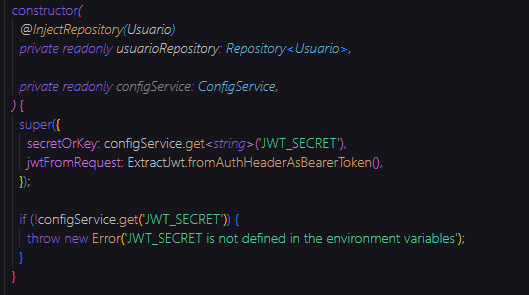 constructor(
@InjectRepository(Usuario)
private readonly usuarioRepository: Repository<Usuario>,
private readonly configService: ConfigService,
) {
super({
secretOrKey: configService.get<string>('JWT_SECRET'),
jwtFromRequest: ExtractJwt.fromAuthHeaderAsBearerToken(),
});
if (!configService.get('JWT_SECRET')) {
throw new Error('JWT_SECRET is not defined in the environment variables');
}
}